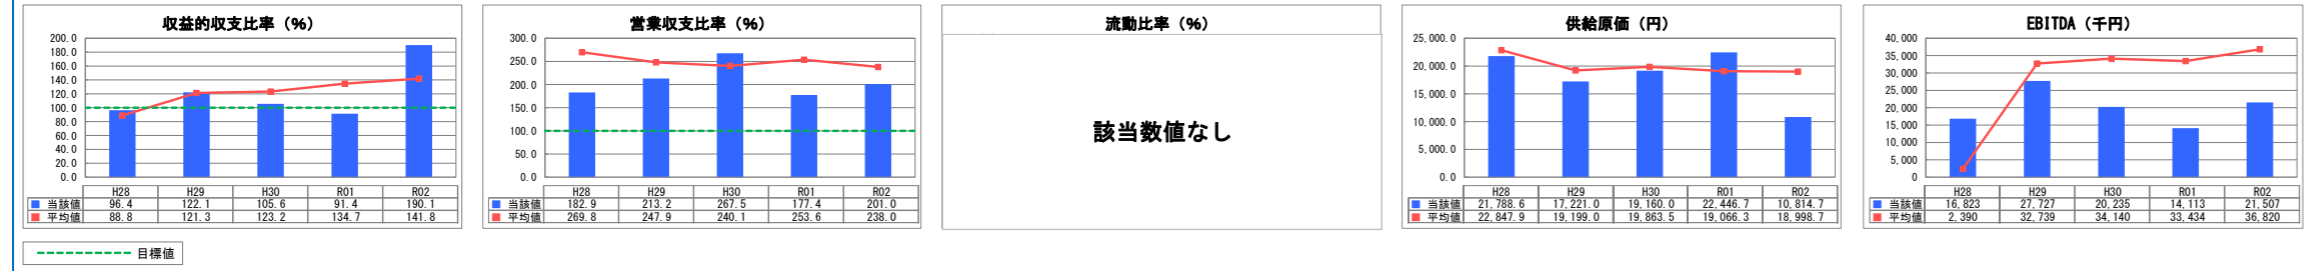 収益的収支比率（％）
200.0
180.0
160.0
140.0
120.0
100.0
80.0
60.0
40.0
20.0
0.0
H28 H29 H30 R01 R02
当該値 96.4 122.1 105.6 91.4 190.1
平均値 88.8 121.3 123.2 134.7 141.8
営業収支比率（％）
300.0
250.0
200.0
150.0
100.0
50.0
0.0
H28 H29 H30 R01 R02
当該値 182.9 213.2 267.5 177.4 201.0
平均値 269.8 247.9 240.1 253.6 238.0
流動比率（％）
該当数値なし
供給原価（円）
25,000.0
20,000.0
15,000.0
10,000.0
5,000.0
0.0
H28 H29 H30 R01 R02
当該値 21,788.6 17,221.0 19,160.0 22,446.7 10,814.7
平均値 22,847.9 19,199.0 19,863.5 19,066.3 18,998.7
EBITDA（千円）
40,000
35,000
30,000
25,000
20,000
15,000
10,000
5,000
0
H28 H29 H30 R01 R02
当該値 16,823 27,727 20,235 14,113 21,507
平均値 2,390 32,739 34,140 33,434 36,820
目標値